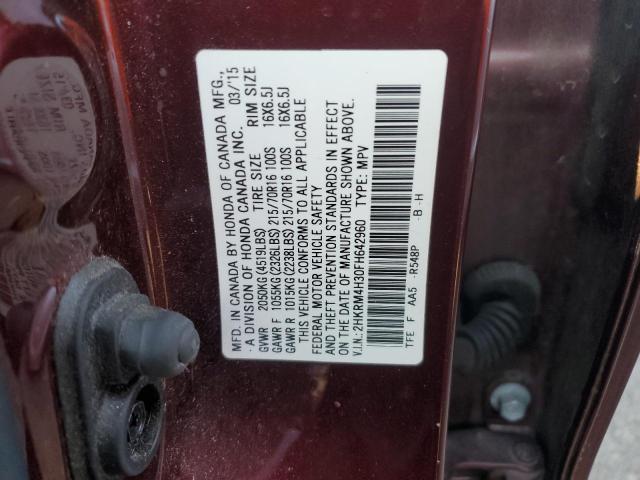 MFD. IN CANADA BY HONDA OF CANADA MFG.,
- A DIVISION OF HONDA CANADA INC. 03/'15
GVWR 2050KG(4519LBS) TIRE SIZE RIM SIZE
GAWR F 1055KG(2326LBS) 215/70R16 100S 16X6.5J
GAWR R 1015KG(2238LBS) 215/70R16 100S 16X6.5J
THIS VEHICLE CONFORMS TO ALL APPLICABLE
FEDERAL MOTOR VEHICLE SAFETY
AND THEFT PREVENTION STANDARDS IN EFFECT
ON THE DATE OF MANUFACTURE SHOWN ABOVE.
V.I.N.: 2HKRM4H30FH642960 TYPE: MPV
TFE F AA5 -R548P -B -H